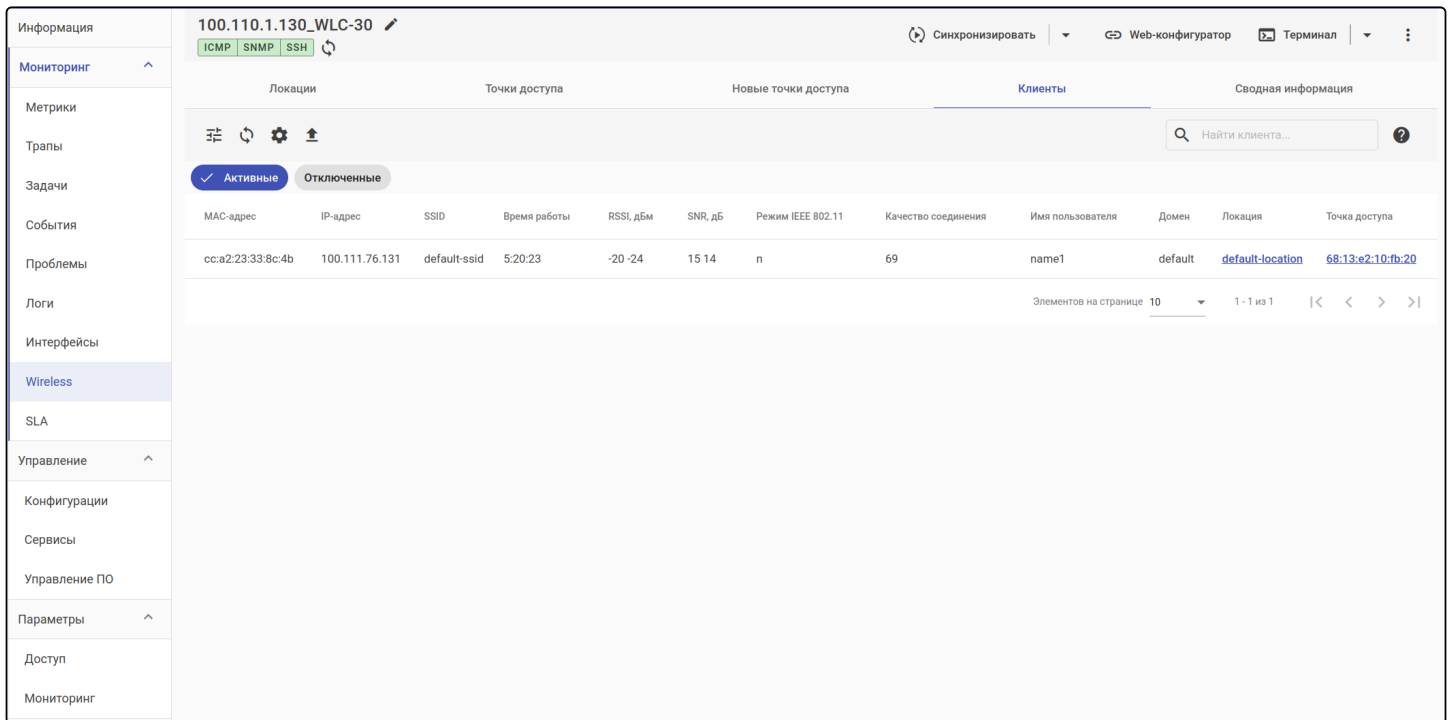 Информация
Мониторинг
Метрики
Трапы
Задачи
События
Проблемы
Логи
Интерфейсы
Wireless
SLA
Управление
Конфигурации
Сервисы
Управление ПО
Параметры
Доступ
Мониторинг
100.110.1.130_WLC-30
ICMP SNMP SSH
Синхронизировать Web-конфигуратор Терминал
Локации Точки доступа Новые точки доступа Клиенты Сводная информация
Найти клиента...
Активные Отключенные
MAC-адрес IP-адрес SSID Время работы RSSI, дБм SNR, дБ Режим IEEE 802.11 Качество соединения Имя пользователя Домен Локация Точка доступа
cc:a2:23:33:8c:4b 100.111.76.131 default-ssid 5:20:23 -20 -24 15 14 n 69 name1 default default-location 68:13:e2:10:fb:20
Элементов на странице 10 1 - 1 из 1